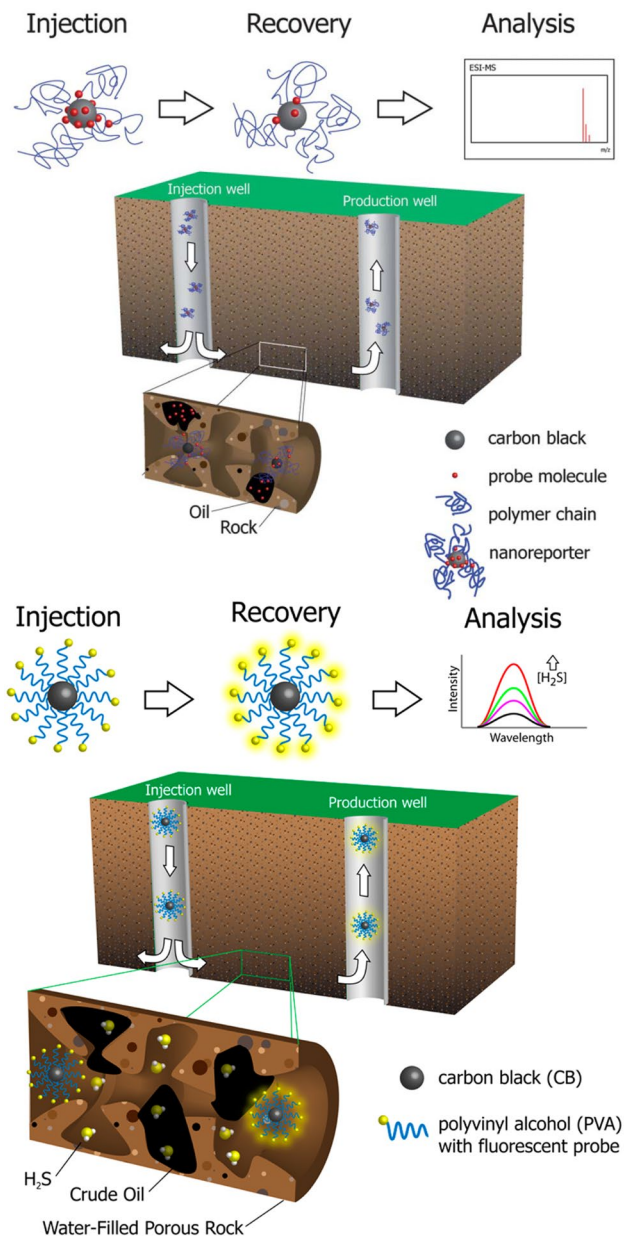 Injection
Recovery
Analysis
ESI-MS
m/z
Injection well
Production well
Oil
Rock
carbon black
probe molecule
polymer chain
nanoreporter
Injection
Recovery
Analysis
Intensity
[H₂S]
Wavelength
Injection well
Production well
H₂S
Crude Oil
Water-Filled Porous Rock
carbon black (CB)
polyvinyl alcohol (PVA)
with fluorescent probe